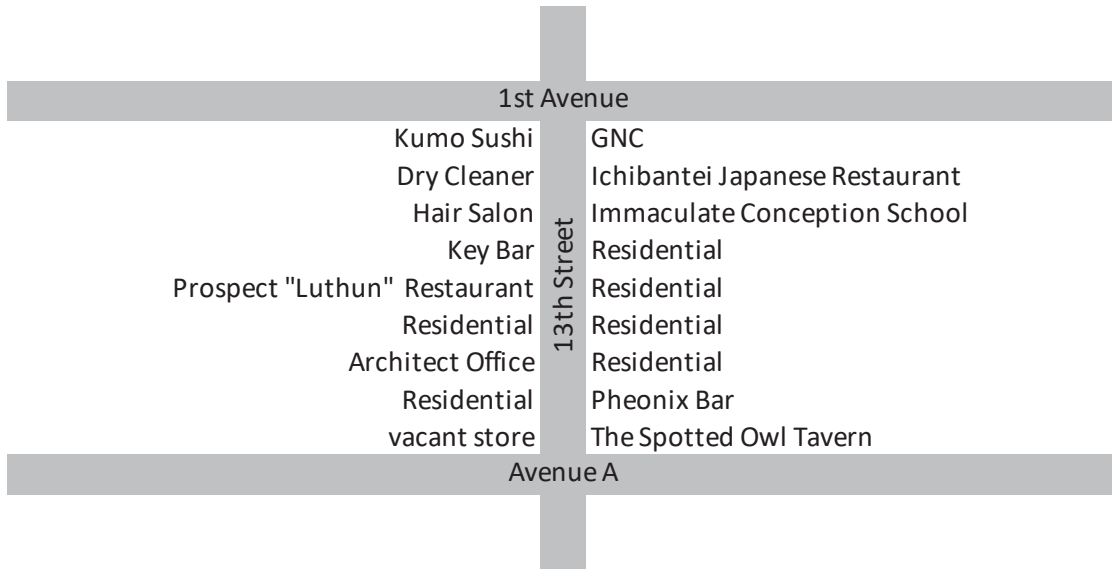 1st Avenue
Kumo Sushi GNC
Dry Cleaner Ichibantei Japanese Restaurant
Hair Salon Immaculate Conception School
Key Bar Residential
Prospect "Luthun" Restaurant Residential
Residential Residential
Architect Office Residential
Residential Pheonix Bar
vacant store The Spotted Owl Tavern
13th Street
Avenue A